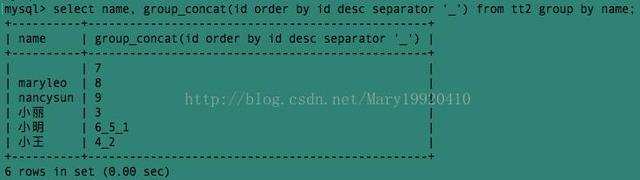 mysql> select name, group_concat(id order by id desc separator '_') from tt2 group by name;
+----------+-------------------------------------------------+
| name | group_concat(id order by id desc separator '_') |
+----------+-------------------------------------------------+
| | 7 |
| maryleo | 8 |
| nancysun | 9 |
| 小丽 | 3 |
| 小明 | 6_5_1 |
| 小王 | 4_2 |
+----------+-------------------------------------------------+
6 rows in set (0.00 sec)
http://blog.csdn.net/Mary19920410